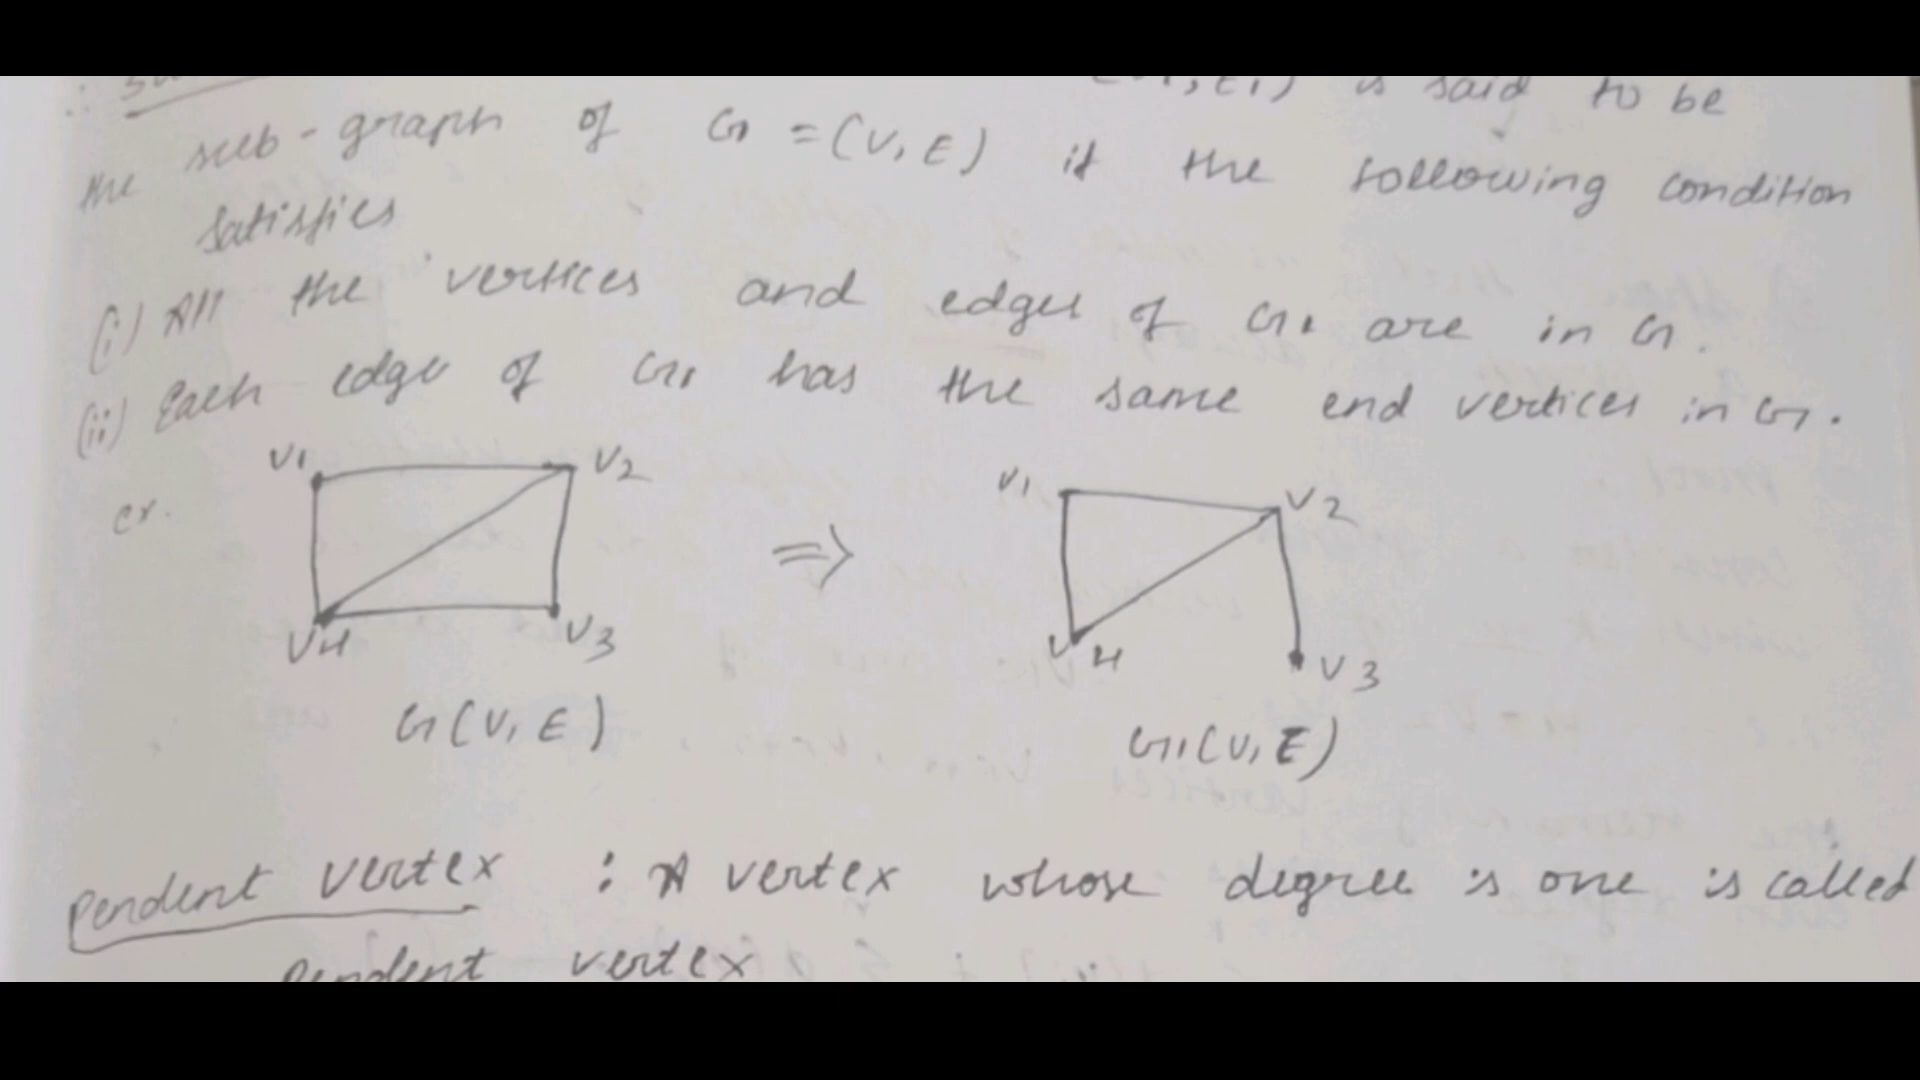 is said to be
the sub-graph of G = (V, E) if the following condition
satisfies
(i) All the vertices and edges of G1 are in G.
(ii) Each edge of G1 has the same end vertices in G.
ex.
V1 V2
V4 V3
G(V, E)
⇒
V1 V2
V4 V3
G1(V, E)
Pendent vertex : A vertex whose degree is one is called
pendent vertex